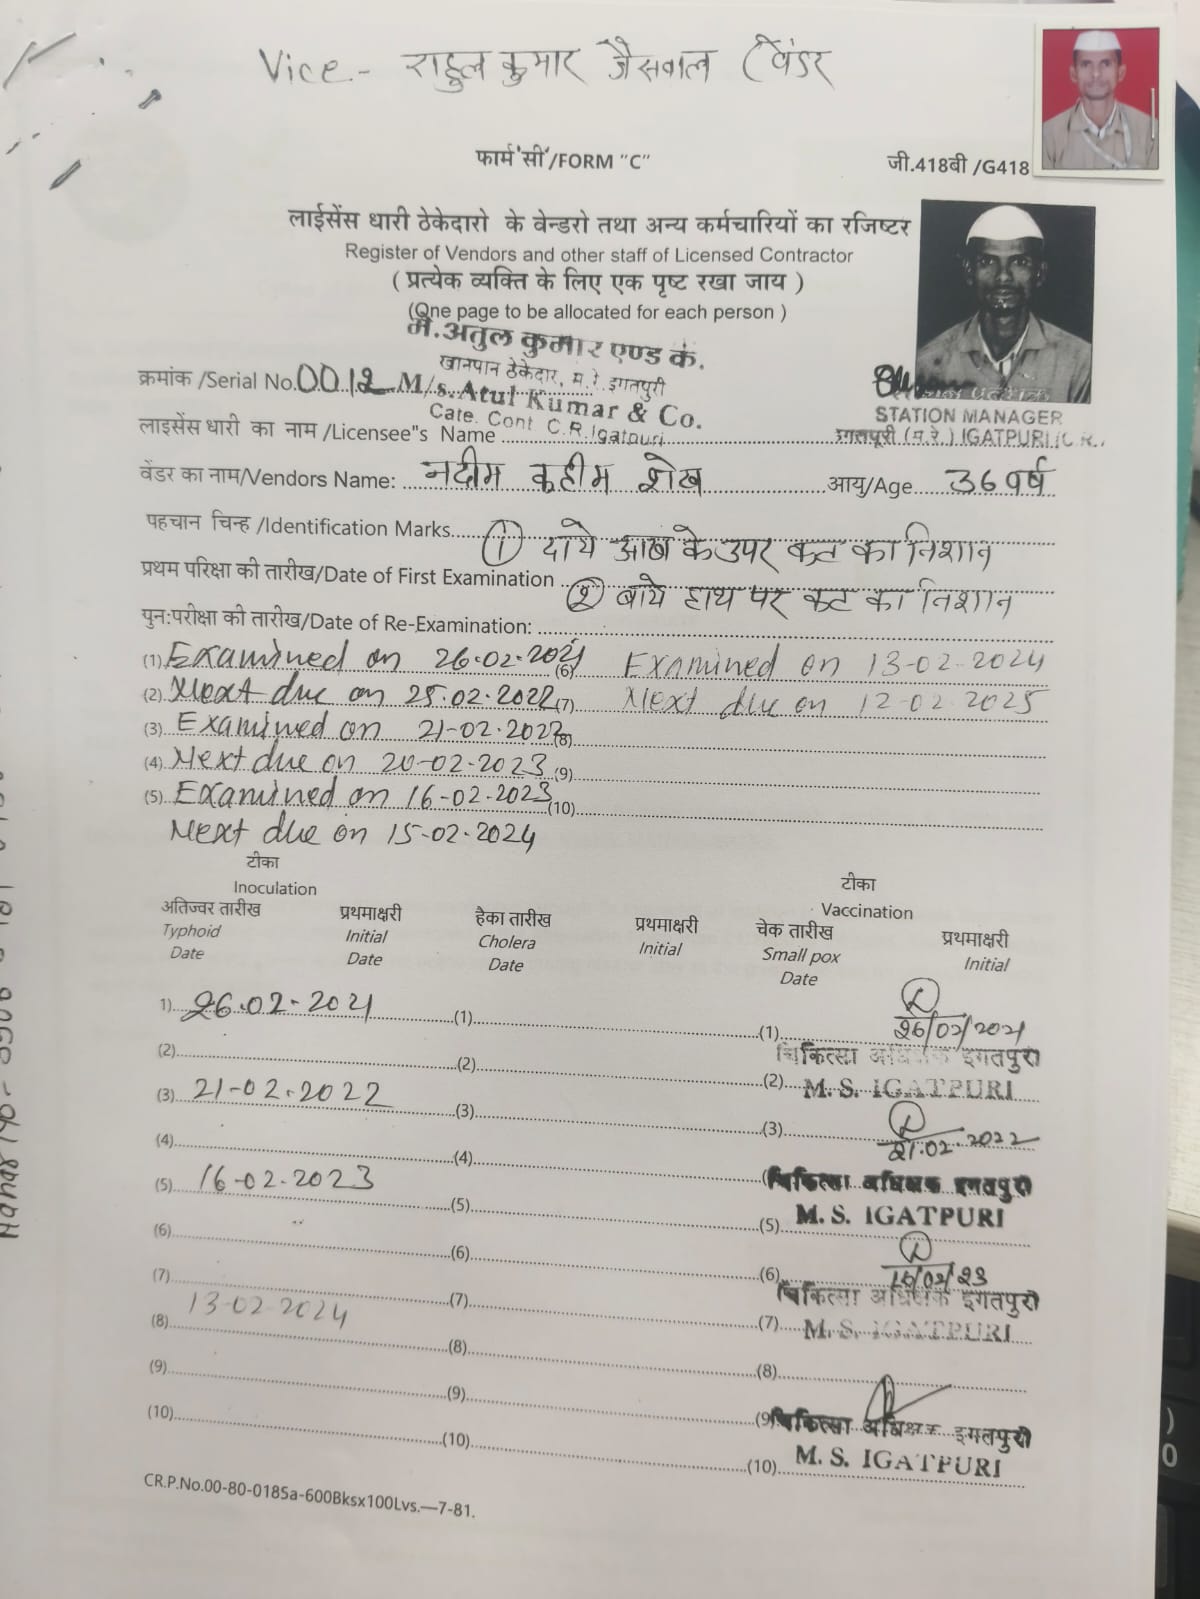 Vice.- राहुल कुमार जैसवाल (वेंडर
फार्म 'सी'/FORM "C"
जी.418बी /G418
लाईसेंस धारी ठेकेदारो के वेन्डरो तथा अन्य कर्मचारियों का रजिष्टर
Register of Vendors and other staff of Licensed Contractor
( प्रत्येक व्यक्ति के लिए एक पृष्ट रखा जाय )
(One page to be allocated for each person )
मे.अतुल कुमार एण्ड कं.
खानपान ठेकेदार, म.रे.इगतपुरी
क्रमांक /Serial No.0012 M/s.Atul Kumar & Co.
Cate. Cont C.R.Igatpuri
STATION MANAGER
इगतपूरी (म.रे.) IGATPURI (C.R.,
लाइसेंस धारी का नाम /Licensee"s Name
वेंडर का नाम/Vendors Name: नदीम कहीम शेख आयु/Age 36 वर्ष
पहचान चिन्ह /Identification Marks ① दाये आख के उपर कट का निशान
प्रथम परिक्षा की तारीख/Date of First Examination ② बाये हाथ पर कट का निशान
पुन:परीक्षा की तारीख/Date of Re-Examination:
(1) Examined on 26.02.2021 (6) Examined on 13-02-2024
(2) Next due on 25.02.2022 (7) Next due on 12-02-2025
(3) Examined on 21-02-2022 (8)
(4) Next due on 20-02-2023 (9)
(5) Examined on 16-02-2023 (10)
Next due on 15-02-2024
टीका टीका
Inoculation Vaccination
अतिज्वर तारीख प्रथमाक्षरी हैका तारीख प्रथमाक्षरी चेक तारीख प्रथमाक्षरी
Typhoid Initial Cholera Initial Small pox Initial
Date Date Date Date
1) 26.02-2021 (1) (1) 26/02/2021
चिकित्सा अधिक्षक इगतपुरी
(2) (2) (2) M. S. IGATPURI
(3) 21-02-2022 (3) (3) 21.02.2022
(4) (4) चिकित्सा अधिक्षक इगतपुरी
(5) 16-02-2023 (5) (5) M. S. IGATPURI
(6) (6) (6) 16/02/23
चिकित्सा अधिक्षक इगतपुरी
(7) (7) (7) M. S. IGATPURI
13-02-2024
(8) (8) (8)
(9) (9) (9) चिकित्सा अधिक्षक इगतपुरी
(10) (10) (10) M. S. IGATPURI
CR.P.No.00-80-0185a-600Bksx100Lvs.—7-81.